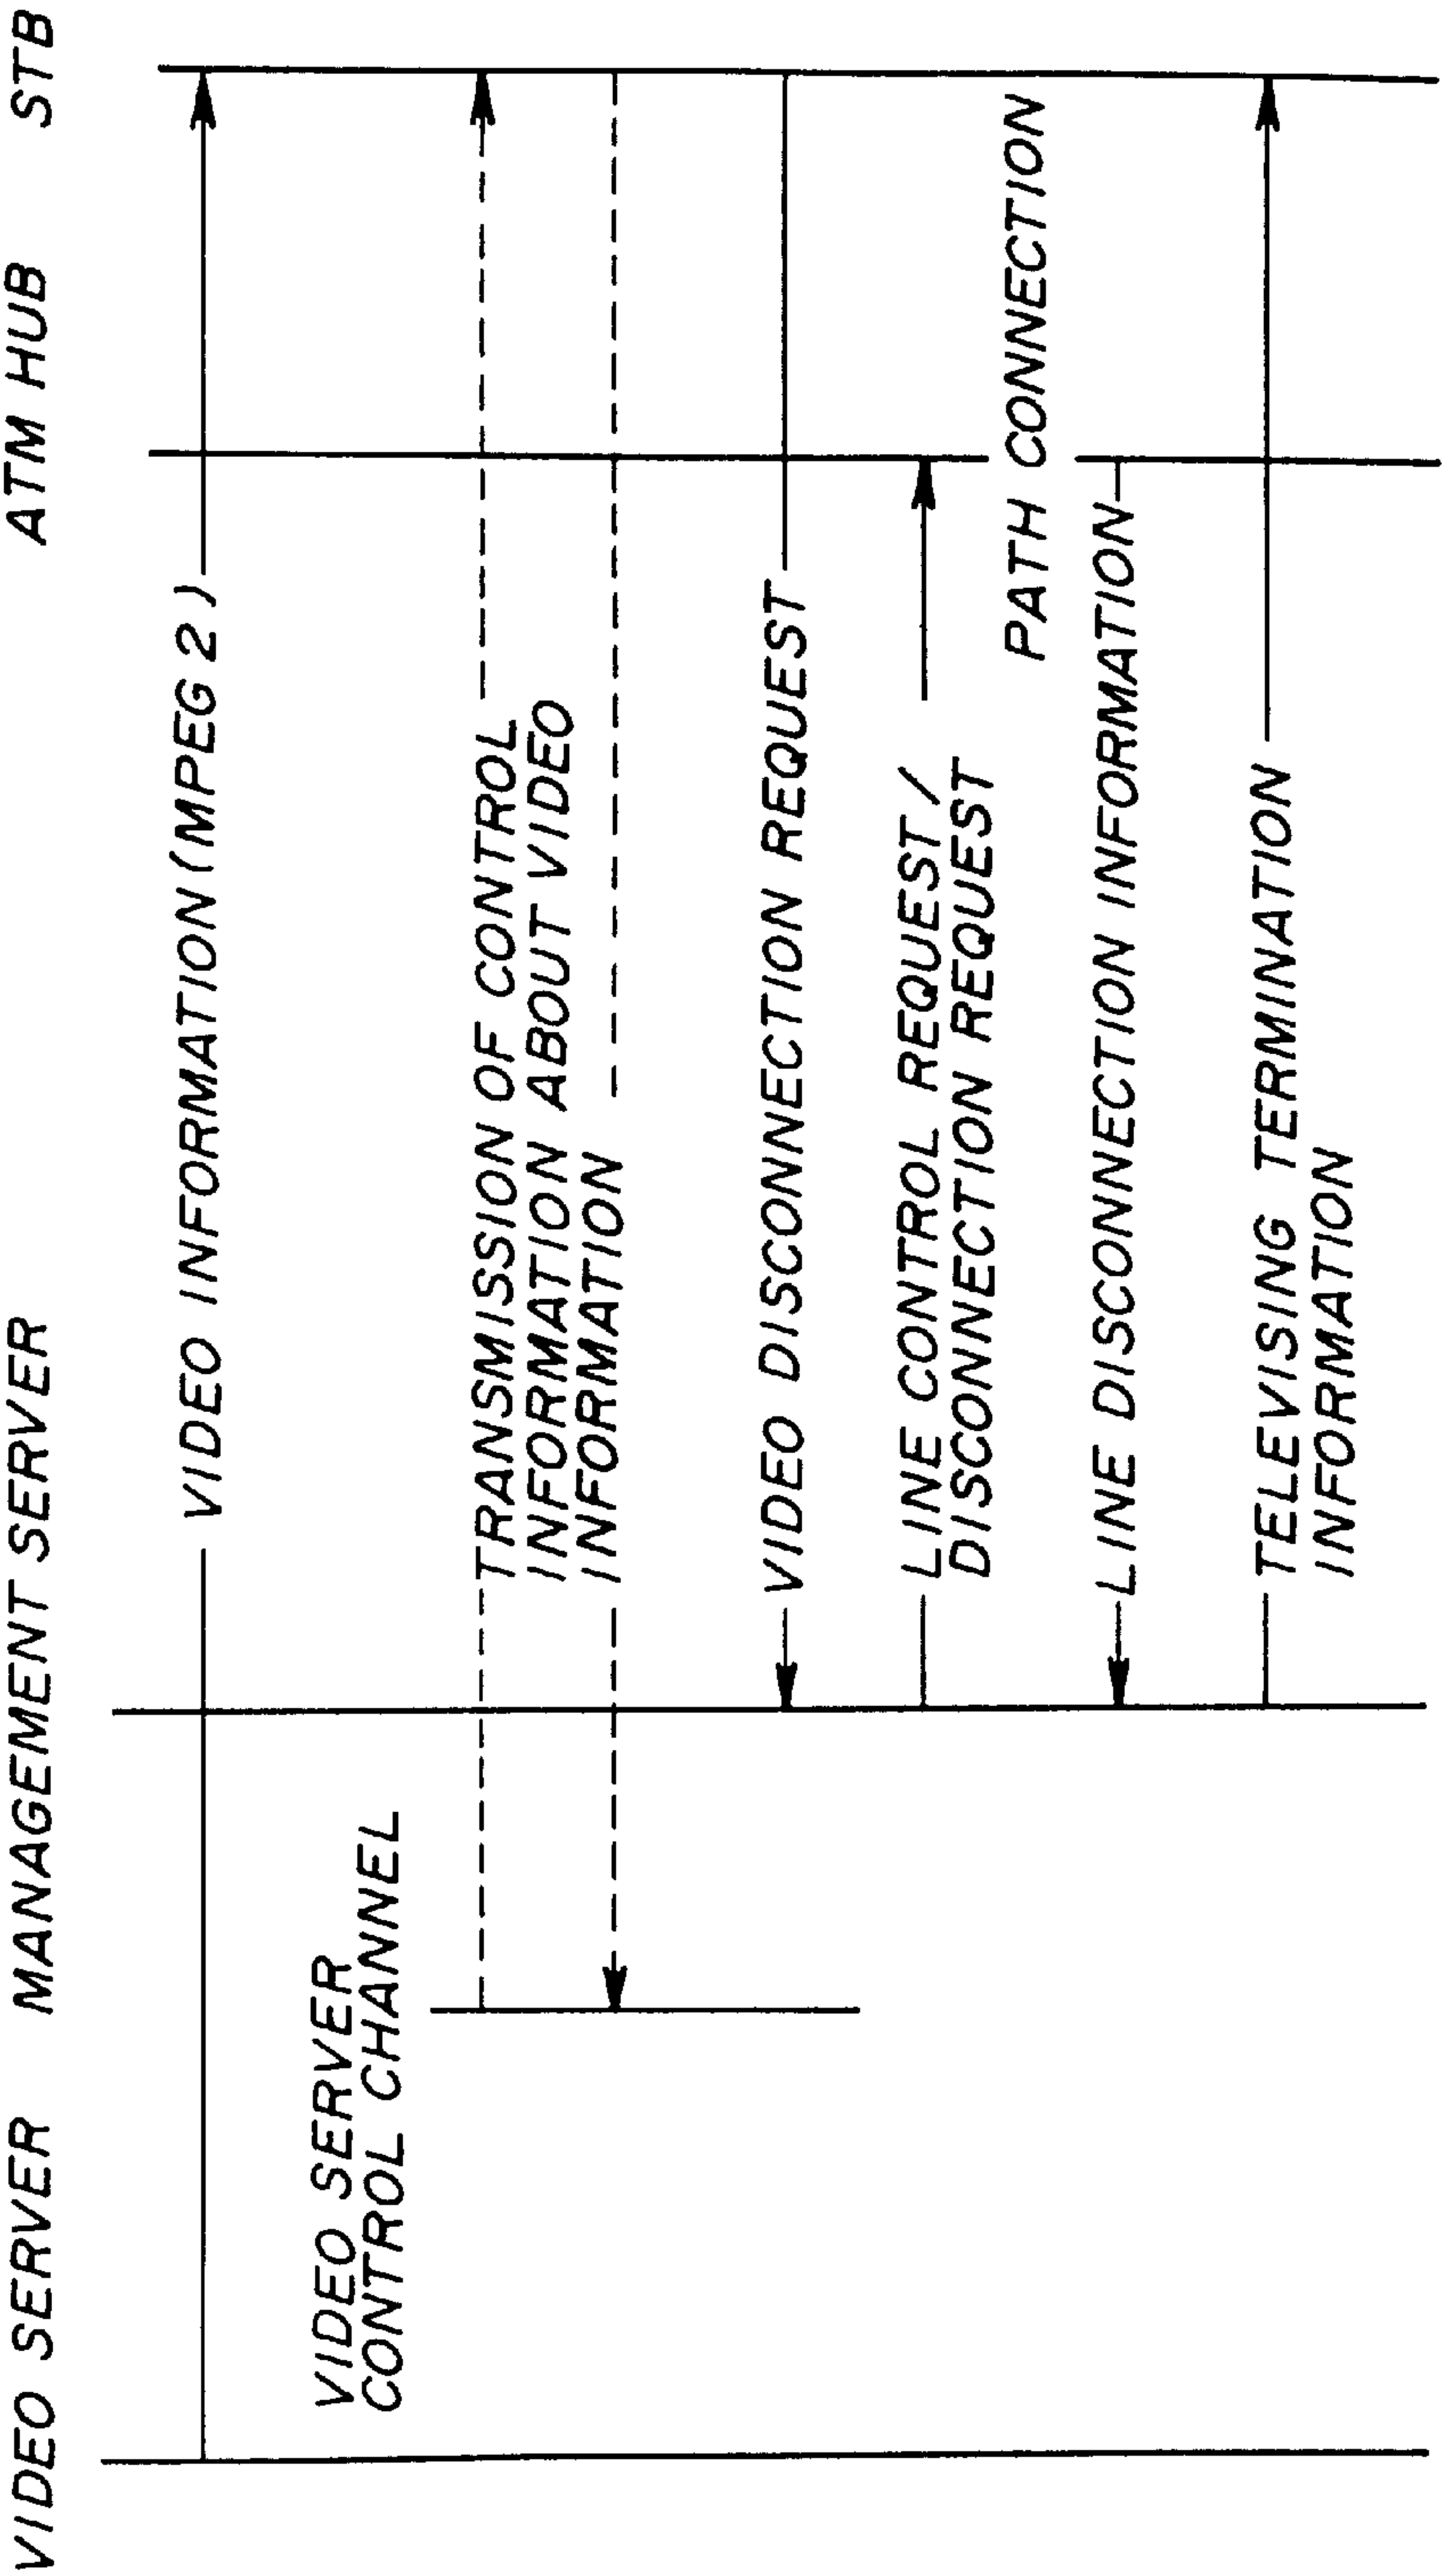 VIDEO SERVER
MANAGEMENT SERVER
ATM HUB
STB
VIDEO INFORMATION (MPEG 2)
VIDEO SERVER
CONTROL CHANNEL
TRANSMISSION OF CONTROL
INFORMATION ABOUT VIDEO
INFORMATION
VIDEO DISCONNECTION REQUEST
LINE CONTROL REQUEST/
DISCONNECTION REQUEST
PATH CONNECTION
LINE DISCONNECTION INFORMATION
TELEVISING TERMINATION
INFORMATION